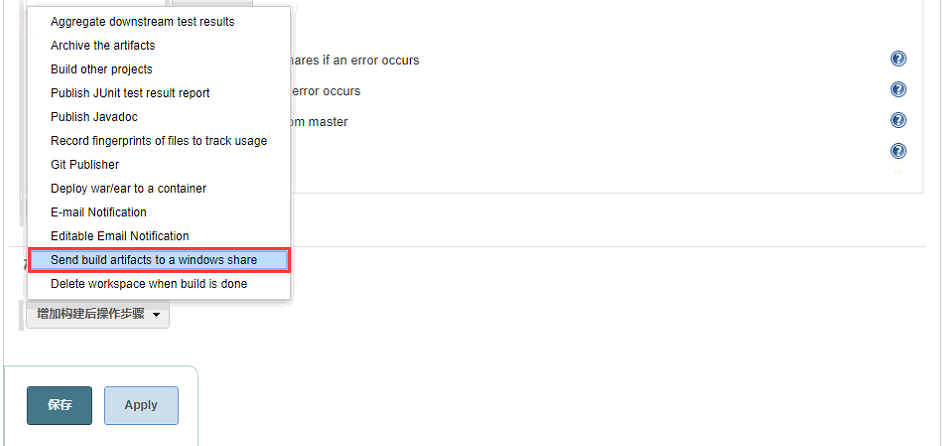 Aggregate downstream test results
Archive the artifacts
Build other projects
Publish JUnit test result report
Publish Javadoc
Record fingerprints of files to track usage
Git Publisher
Deploy war/ear to a container
E-mail Notification
Editable Email Notification
Send build artifacts to a windows share
Delete workspace when build is done
if an error occurs
error occurs
master
增加构建后操作步骤
保存
Apply